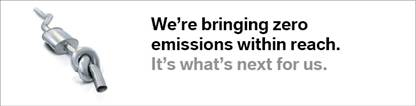 We’re bringing zero
emissions within reach.
It’s what’s next for us.